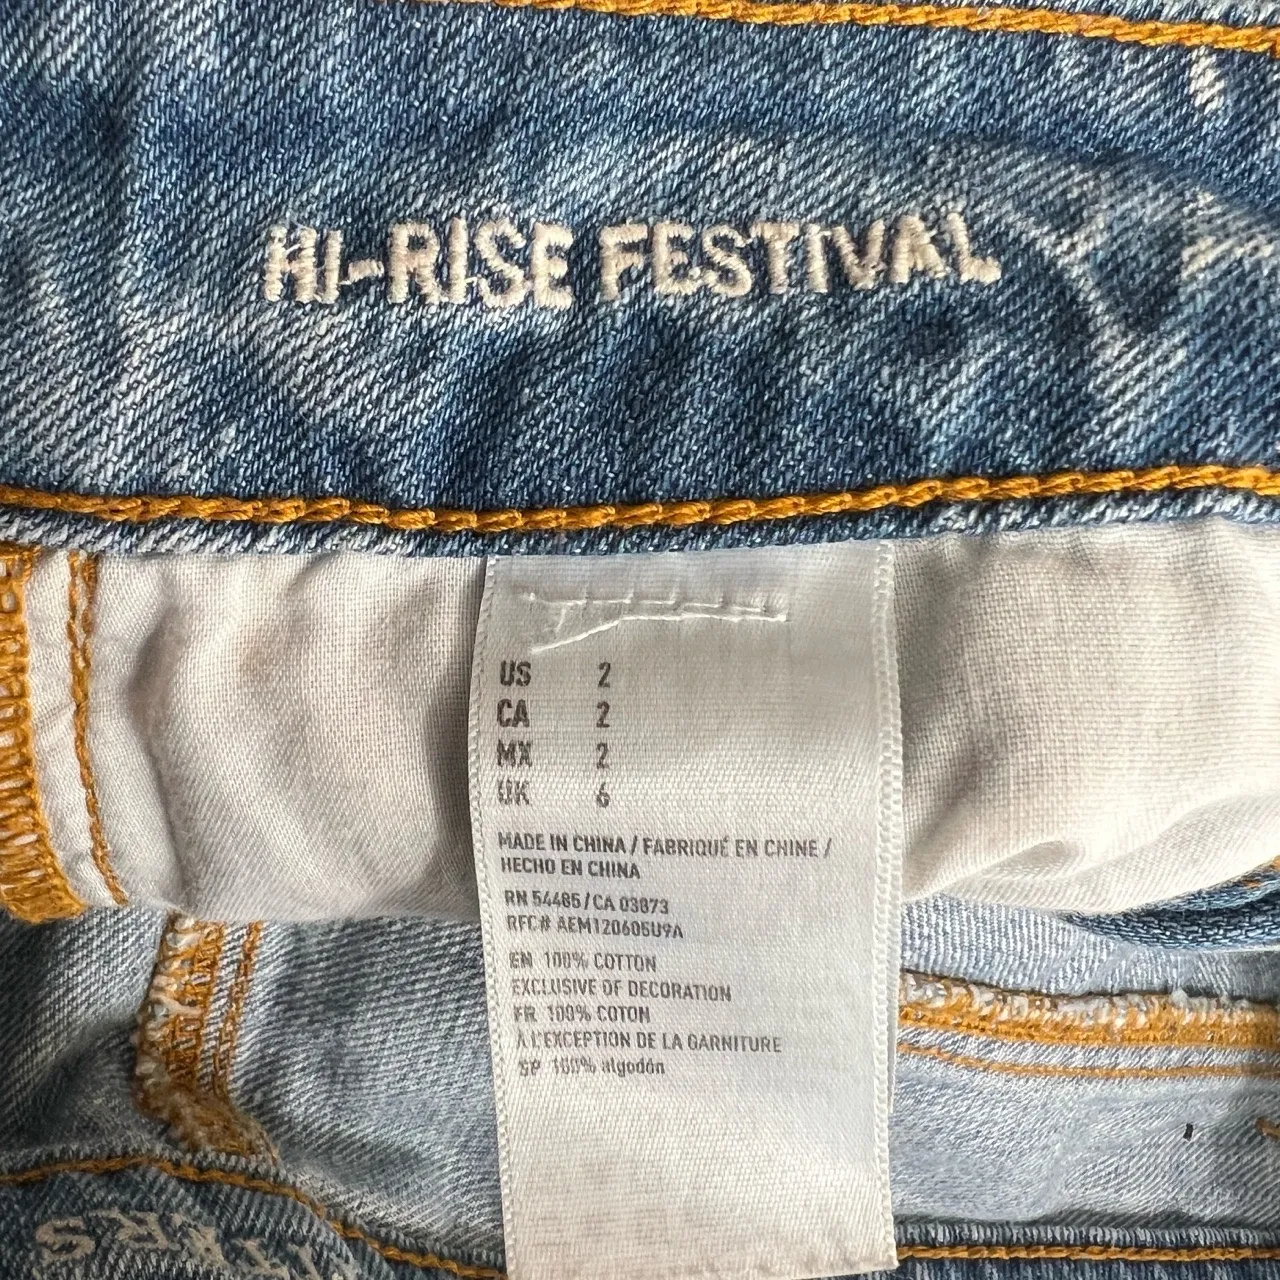 HI-RISE FESTIVAL
US 2
CA 2
MX 2
UK 6
MADE IN CHINA / FABRIQUÉ EN CHINE /
HECHO EN CHINA
RN 54485 / CA 03873
RFC# AEM120605U9A
EN 100% COTTON
EXCLUSIVE OF DECORATION
FR 100% COTON
À L'EXCEPTION DE LA GARNITURE
SP 100% algodón